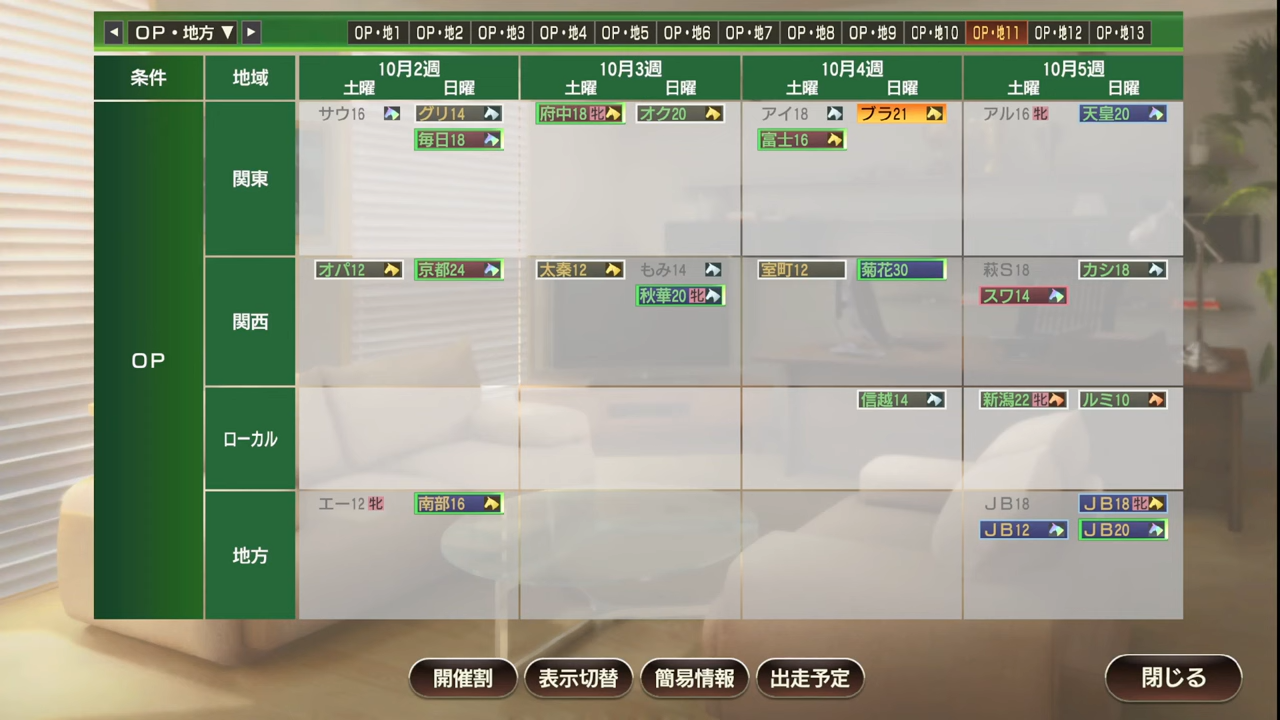 ◀ OP・地方▼ ▶ OP・地1 OP・地2 OP・地3 OP・地4 OP・地5 OP・地6 OP・地7 OP・地8 OP・地9 OP・地10 OP・地11 OP・地12 OP・地13
条件 地域 10月2週 10月3週 10月4週 10月5週
土曜 日曜 土曜 日曜 土曜 日曜 土曜 日曜
OP
関東
サウ16 グリ14 府中18牝 オク20 アイ18 ブラ21 アル16牝 天皇20
毎日18 富士16
関西
オパ12 京都24 太秦12 もみ14 室町12 菊花30 萩S18 カシ18
秋華20牝 スワ14
ローカル
信越14 新潟22牝 ルミ10
地方
エー12牝 南部16 JB18 JB18牝
JB12 JB20
開催割 表示切替 簡易情報 出走予定 閉じる